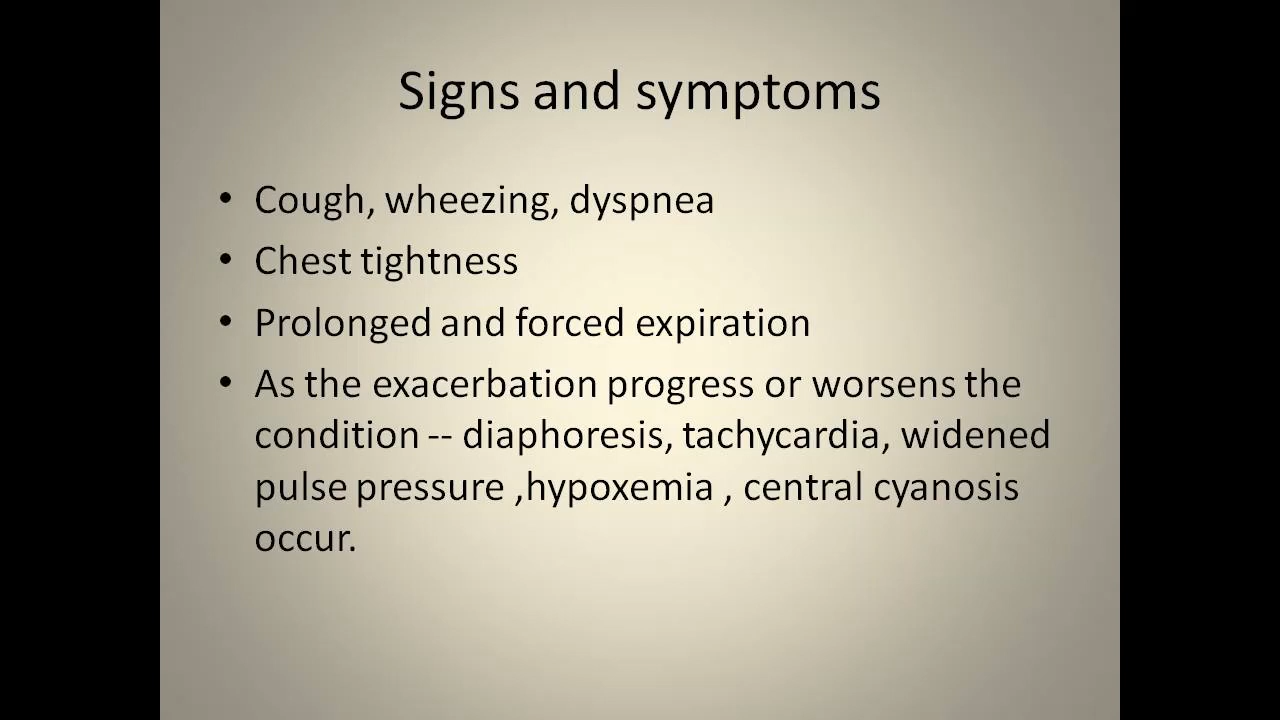 Signs and symptoms
• Cough, wheezing, dyspnea
• Chest tightness
• Prolonged and forced expiration
• As the exacerbation progress or worsens the
condition -- diaphoresis, tachycardia, widened
pulse pressure ,hypoxemia , central cyanosis
occur.